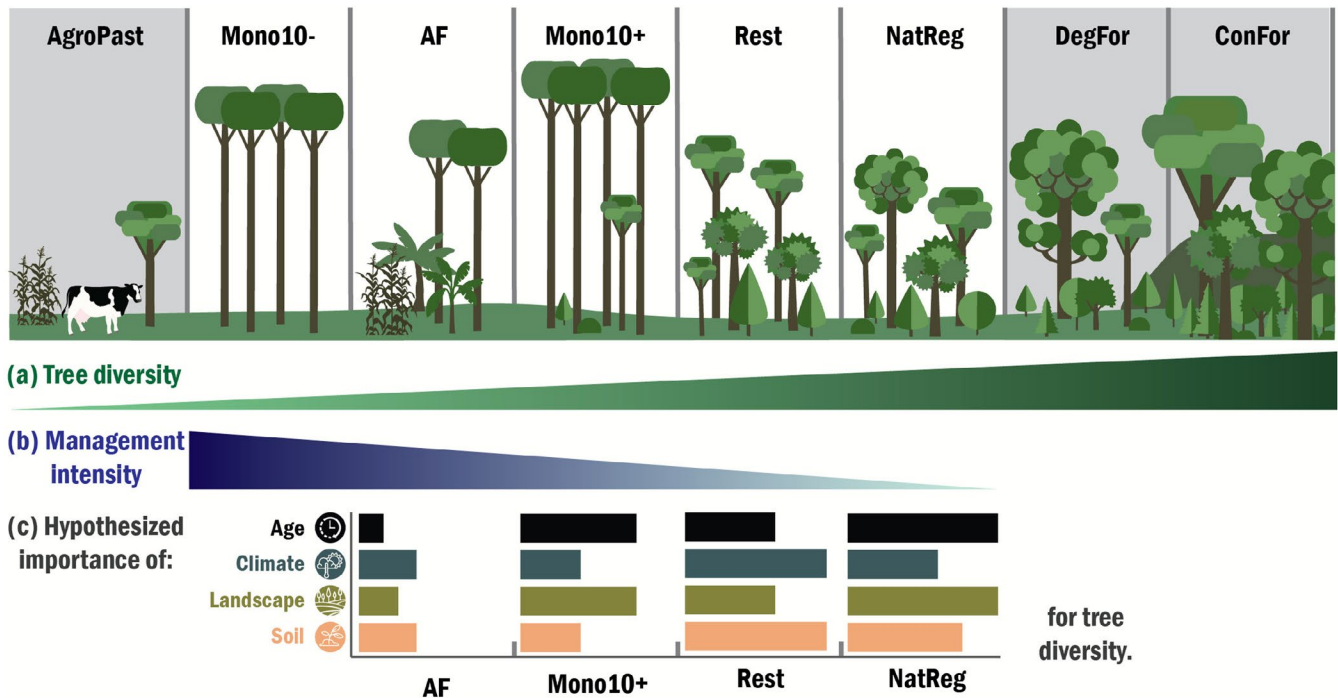 AgroPast
Mono10-
AF
Mono10+
Rest
NatReg
DegFor
ConFor
(a) Tree diversity
(b) Management
intensity
(c) Hypothesized
importance of:
Age
Climate
Landscape
Soil
for tree
diversity.
AF
Mono10+
Rest
NatReg